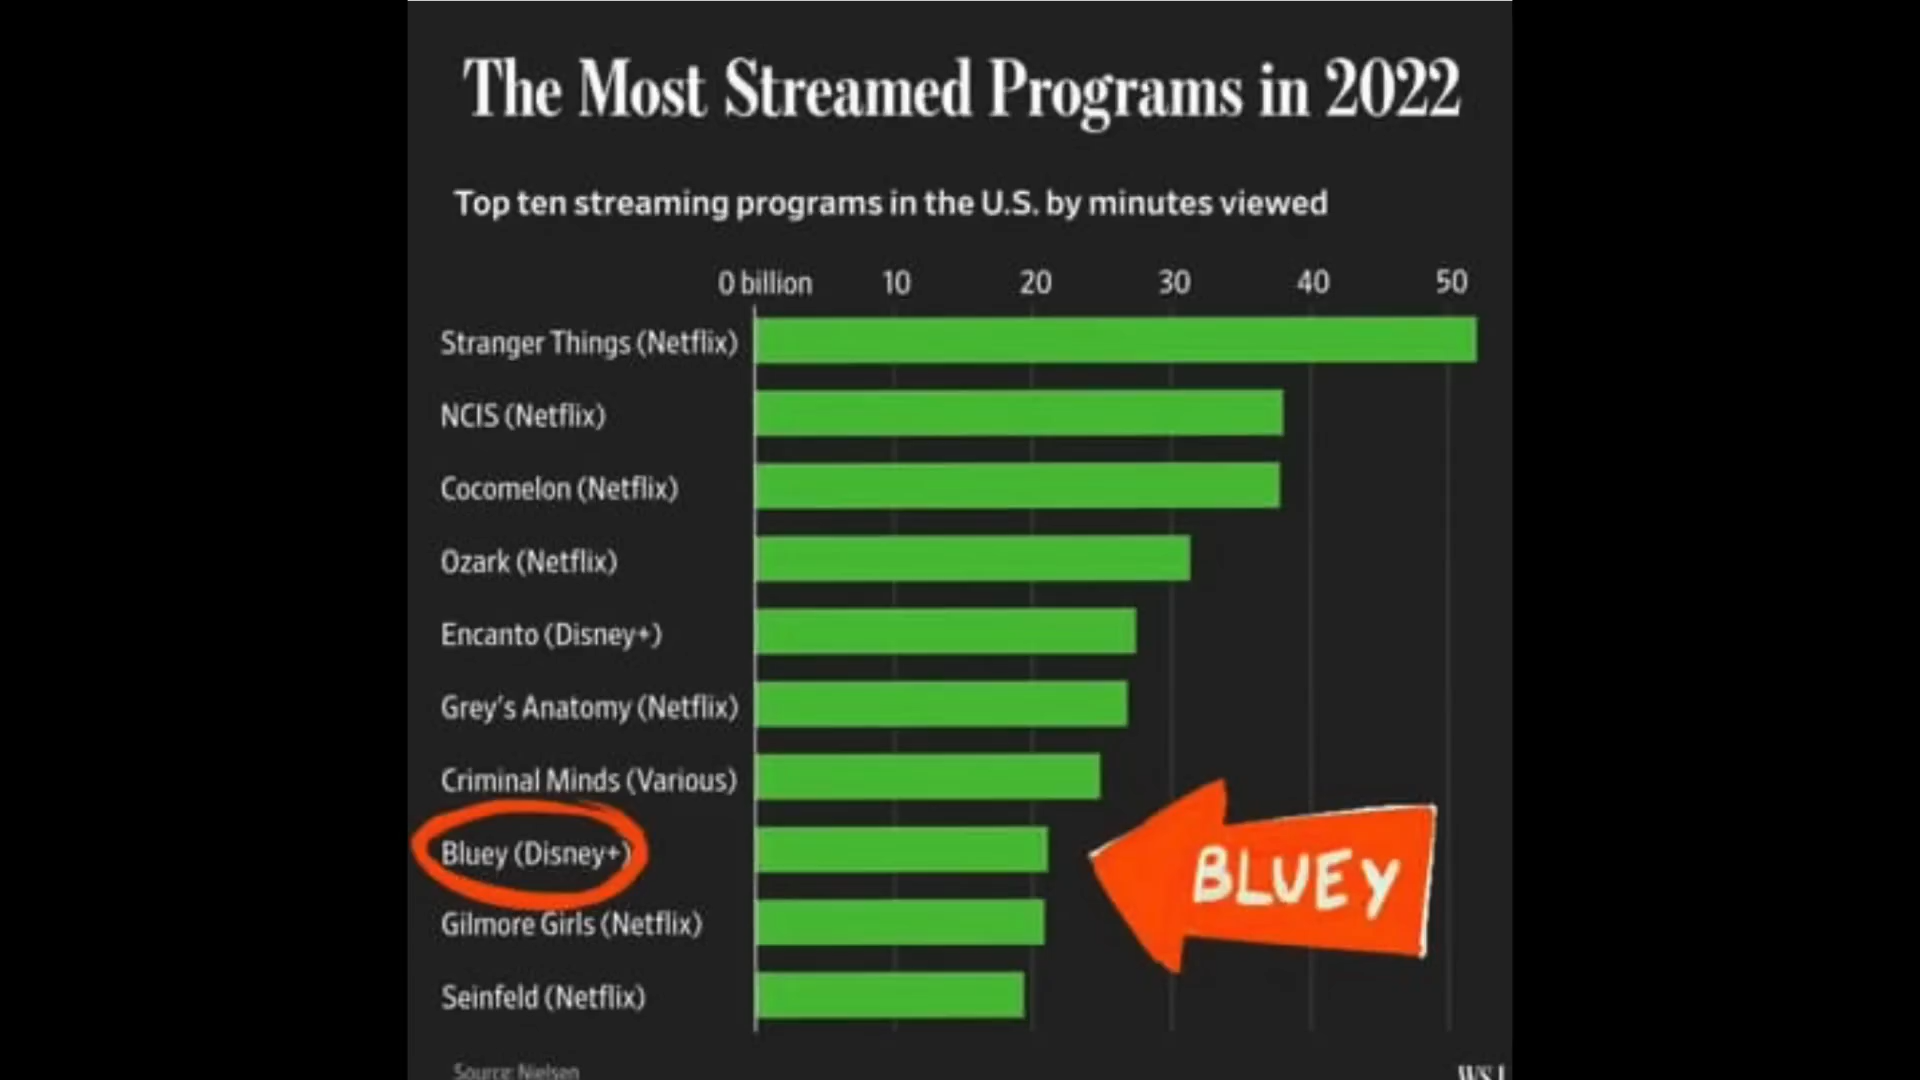 The Most Streamed Programs in 2022
Top ten streaming programs in the U.S. by minutes viewed
0 billion 10 20 30 40 50
Stranger Things (Netflix)
NCIS (Netflix)
Cocomelon (Netflix)
Ozark (Netflix)
Encanto (Disney+)
Grey's Anatomy (Netflix)
Criminal Minds (Various)
Bluey (Disney+)
BLUEY
Gilmore Girls (Netflix)
Seinfeld (Netflix)
Source: Nielsen
WSJ